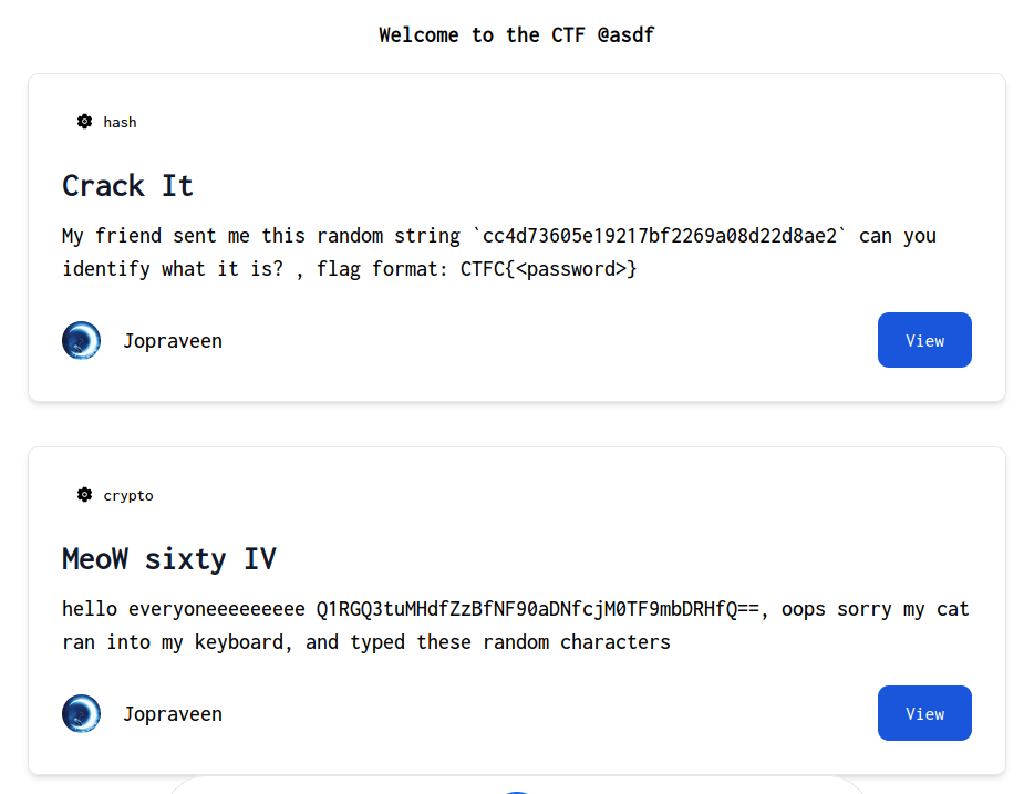 Welcome to the CTF @asdf
hash
Crack It
My friend sent me this random string `cc4d73605e19217bf2269a08d22d8ae2` can you
identify what it is? , flag format: CTFC{<password>}
Jopraveen
View
crypto
MeoW sixty IV
hello everyoneeeeeeeee Q1RGQ3tuMHdfZzBfNF90aDNfcjM0TF9mbDRHfQ==, oops sorry my cat
ran into my keyboard, and typed these random characters
Jopraveen
View